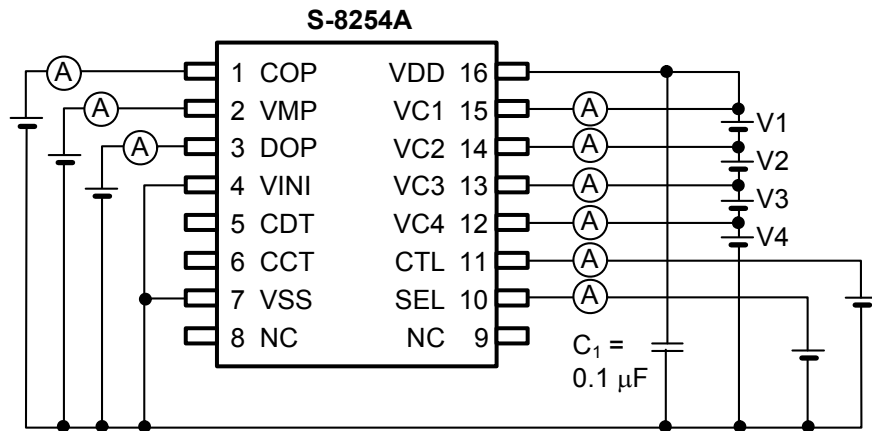 S-8254A
A
A
A
1 COP
2 VMP
3 DOP
4 VINI
5 CDT
6 CCT
7 VSS
8 NC
VDD 16
VC1 15
VC2 14
VC3 13
VC4 12
CTL 11
SEL 10
NC 9
A
A
A
A
A
A
V1
V2
V3
V4
C₁ =
0.1 μF